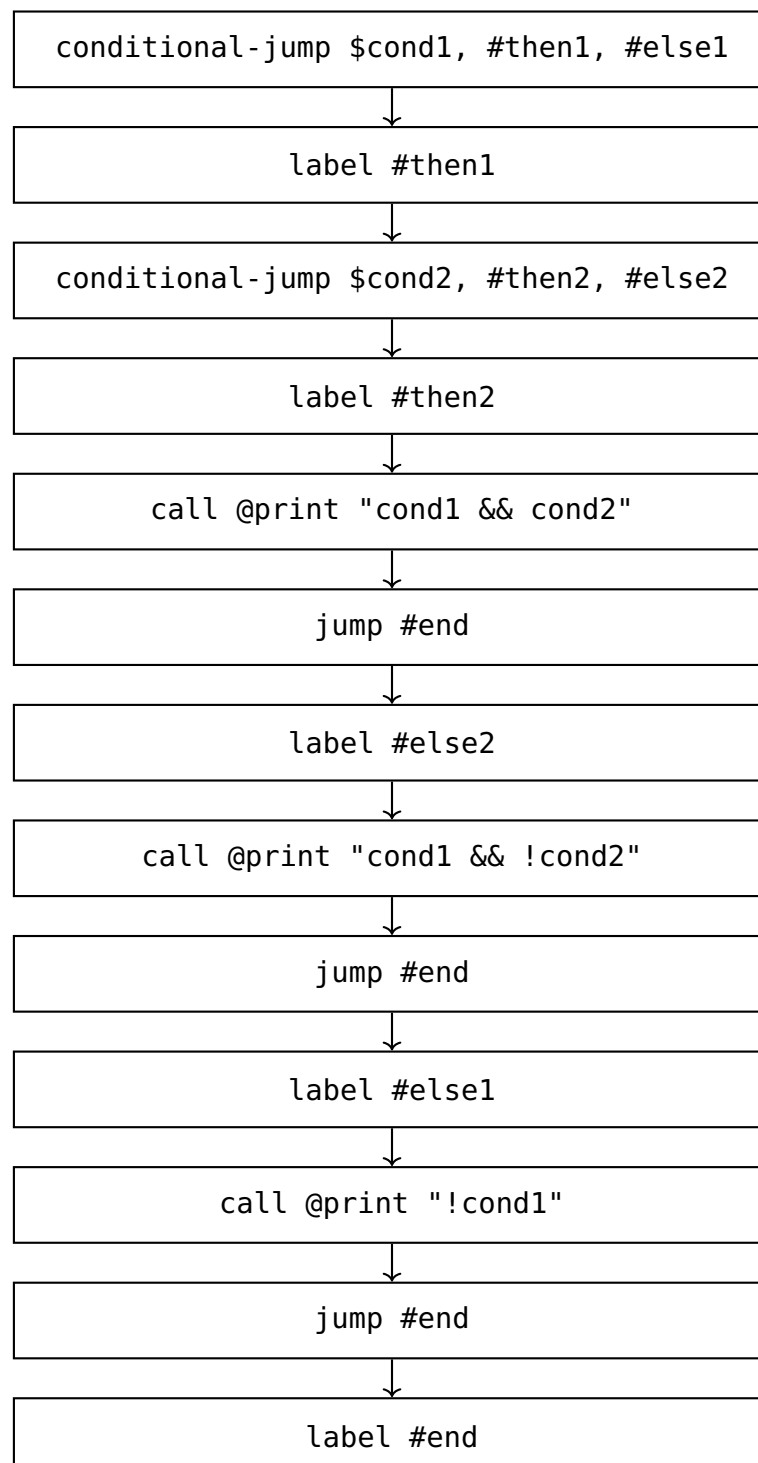 conditional-jump $cond1, #then1, #else1
label #then1
conditional-jump $cond2, #then2, #else2
label #then2
call @print "cond1 && cond2"
jump #end
label #else2
call @print "cond1 && !cond2"
jump #end
label #else1
call @print "!cond1"
jump #end
label #end